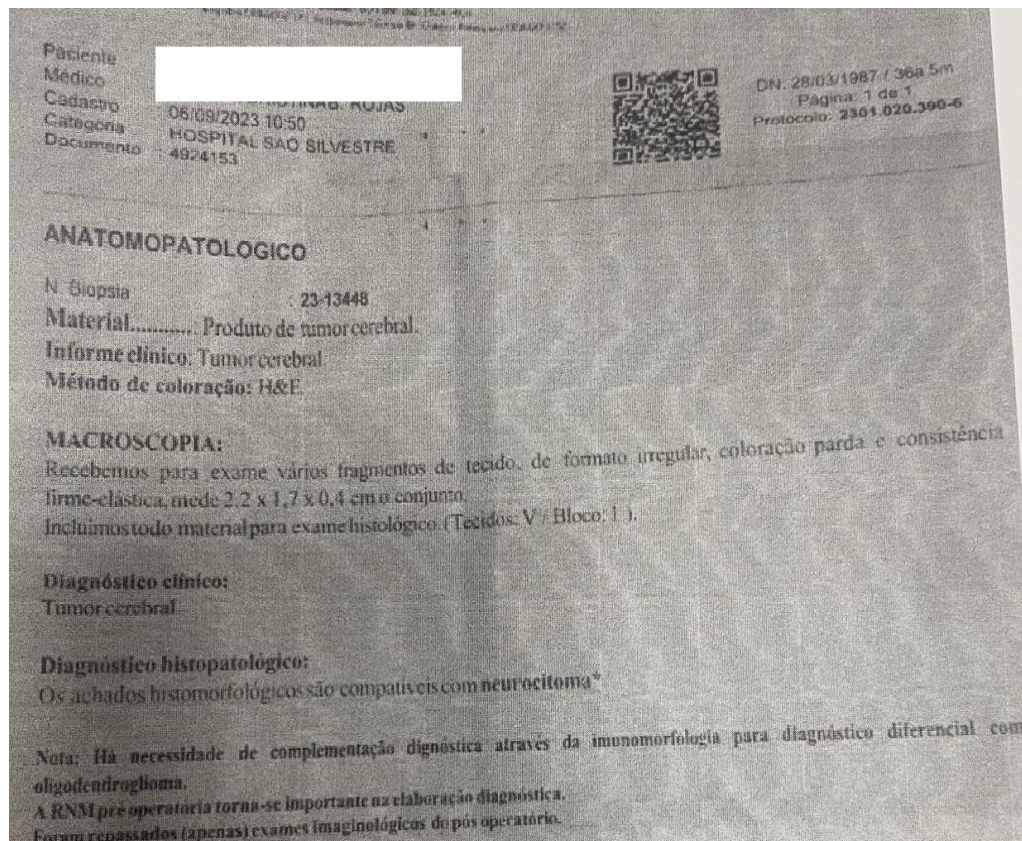 Paciente
Médico
B. ROJAS
Cadastro 06/09/2023 10:50
Categoria HOSPITAL SAO SILVESTRE
Documento : 4924153
DN: 28/03/1987 / 36a 5m
Página: 1 de 1
Protocolo: 2301.020.390-6
ANATOMOPATOLOGICO
N. Biopsia : 23-13448
Material...........: Produto de tumor cerebral.
Informe clínico: Tumor cerebral
Método de coloração: H&E.
MACROSCOPIA:
Recebemos para exame vários fragmentos de tecido, de formato irregular, coloração parda e consistência
firme-elástica, mede 2,2 x 1,7 x 0,4 cm o conjunto.
Incluimos todo material para exame histológico. (Tecidos: V / Bloco: 1 ).
Diagnóstico clínico:
Tumor cerebral
Diagnóstico histopatológico:
Os achados histomorfológicos são compatíveis com neurocitoma*
Nota: Há necessidade de complementação dignóstica através da imunomorfologia para diagnóstico diferencial com
oligodendroglioma.
A RNM pré operatória torna-se importante na elaboração diagnóstica.
Foram repassados (apenas) exames imaginológicos do pós operatório.